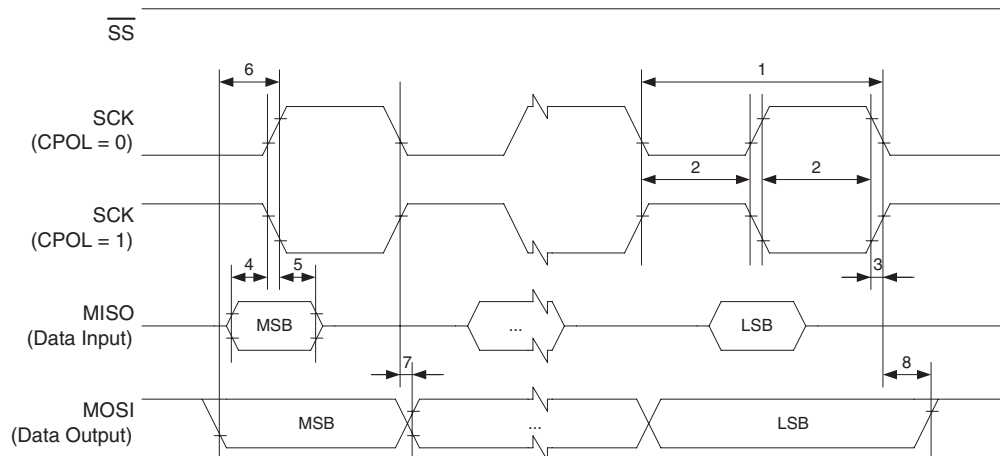 SS
6
1
SCK
(CPOL = 0)
2
2
SCK
(CPOL = 1)
4
5
3
MISO
(Data Input)
MSB
...
LSB
7
8
MOSI
(Data Output)
MSB
...
LSB